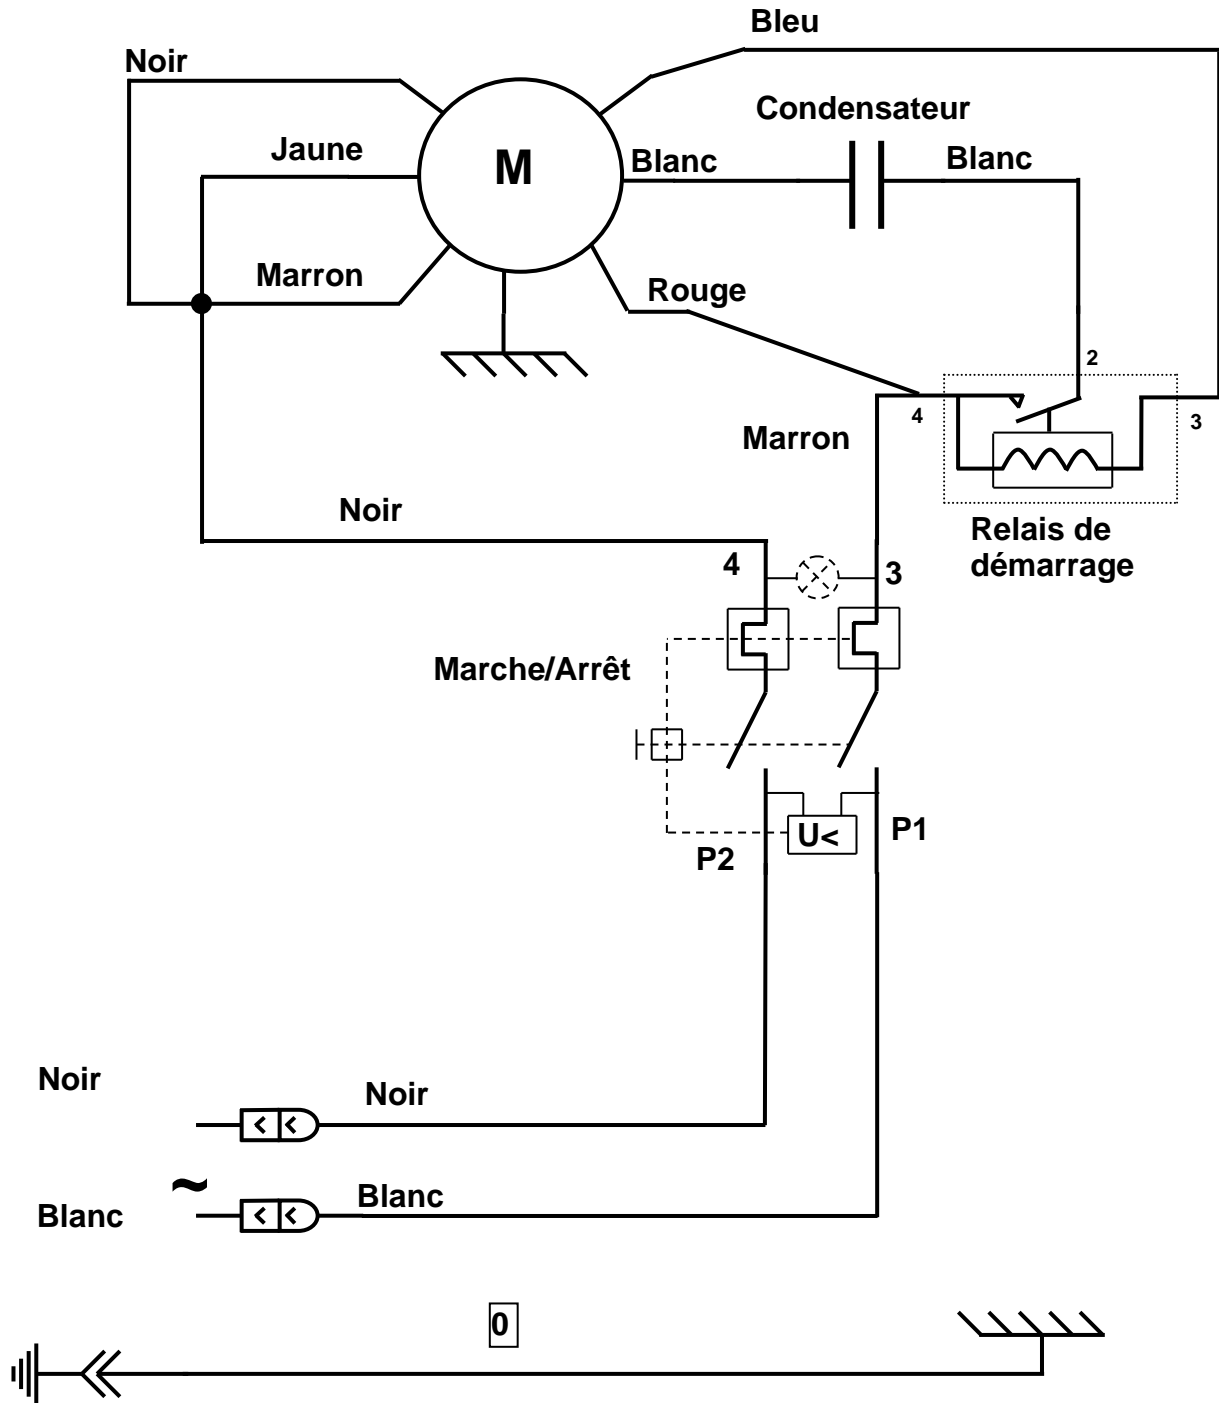 Bleu
Noir
Condensateur
Jaune
M
Blanc
Blanc
Marron
Rouge
2
4
3
Marron
Noir
Relais de
démarrage
4
3
Marche/Arrêt
U<
P1
P2
Noir
Noir
~
Blanc
Blanc
0